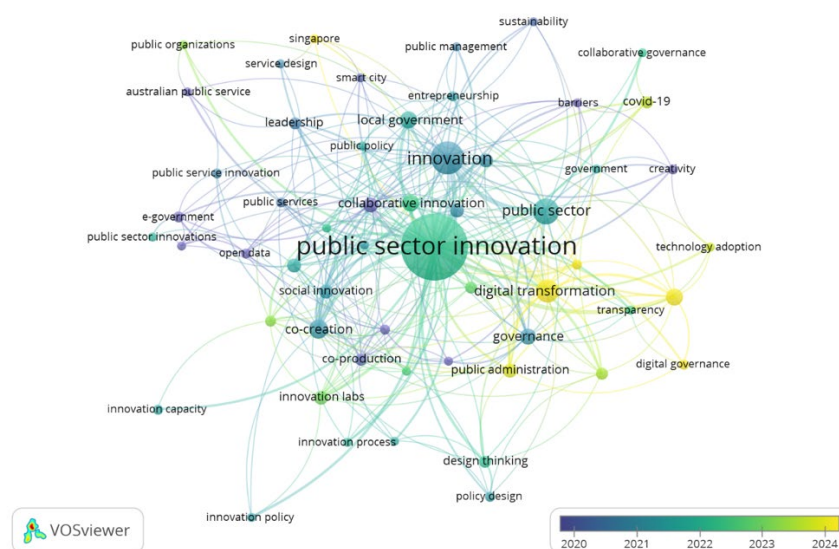 sustainability
singapore
public organizations
public management
collaborative governance
service design
smart city
australian public service
entrepreneurship
barriers
covid-19
leadership
local government
public policy
innovation
public service innovation
government
creativity
public services
collaborative innovation
public sector
e-government
public sector innovations
public sector innovation
open data
technology adoption
social innovation
digital transformation
transparency
co-creation
governance
co-production
public administration
digital governance
innovation labs
innovation capacity
innovation process
design thinking
policy design
innovation policy
VOSviewer
2020 2021 2022 2023 2024